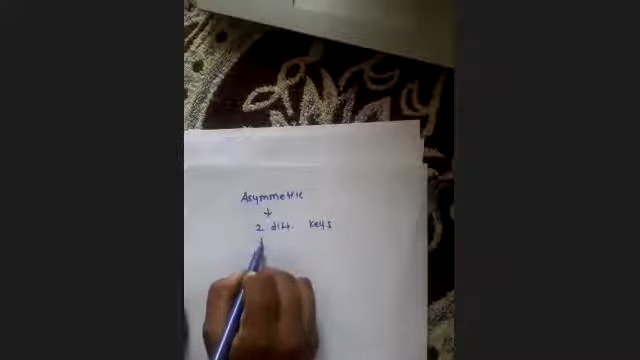 Asymmetric
↓
2 diff. keys